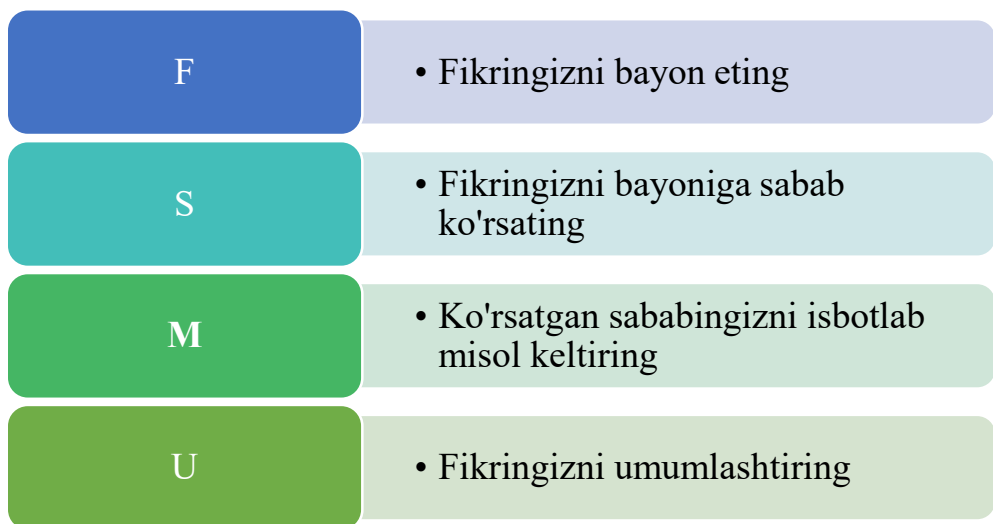 F
• Fikringizni bayon eting
S
• Fikringizni bayoniga sabab
ko'rsating
M
• Ko'rsatgan sababingizni isbotlab
misol keltiring
U
• Fikringizni umumlashtiring